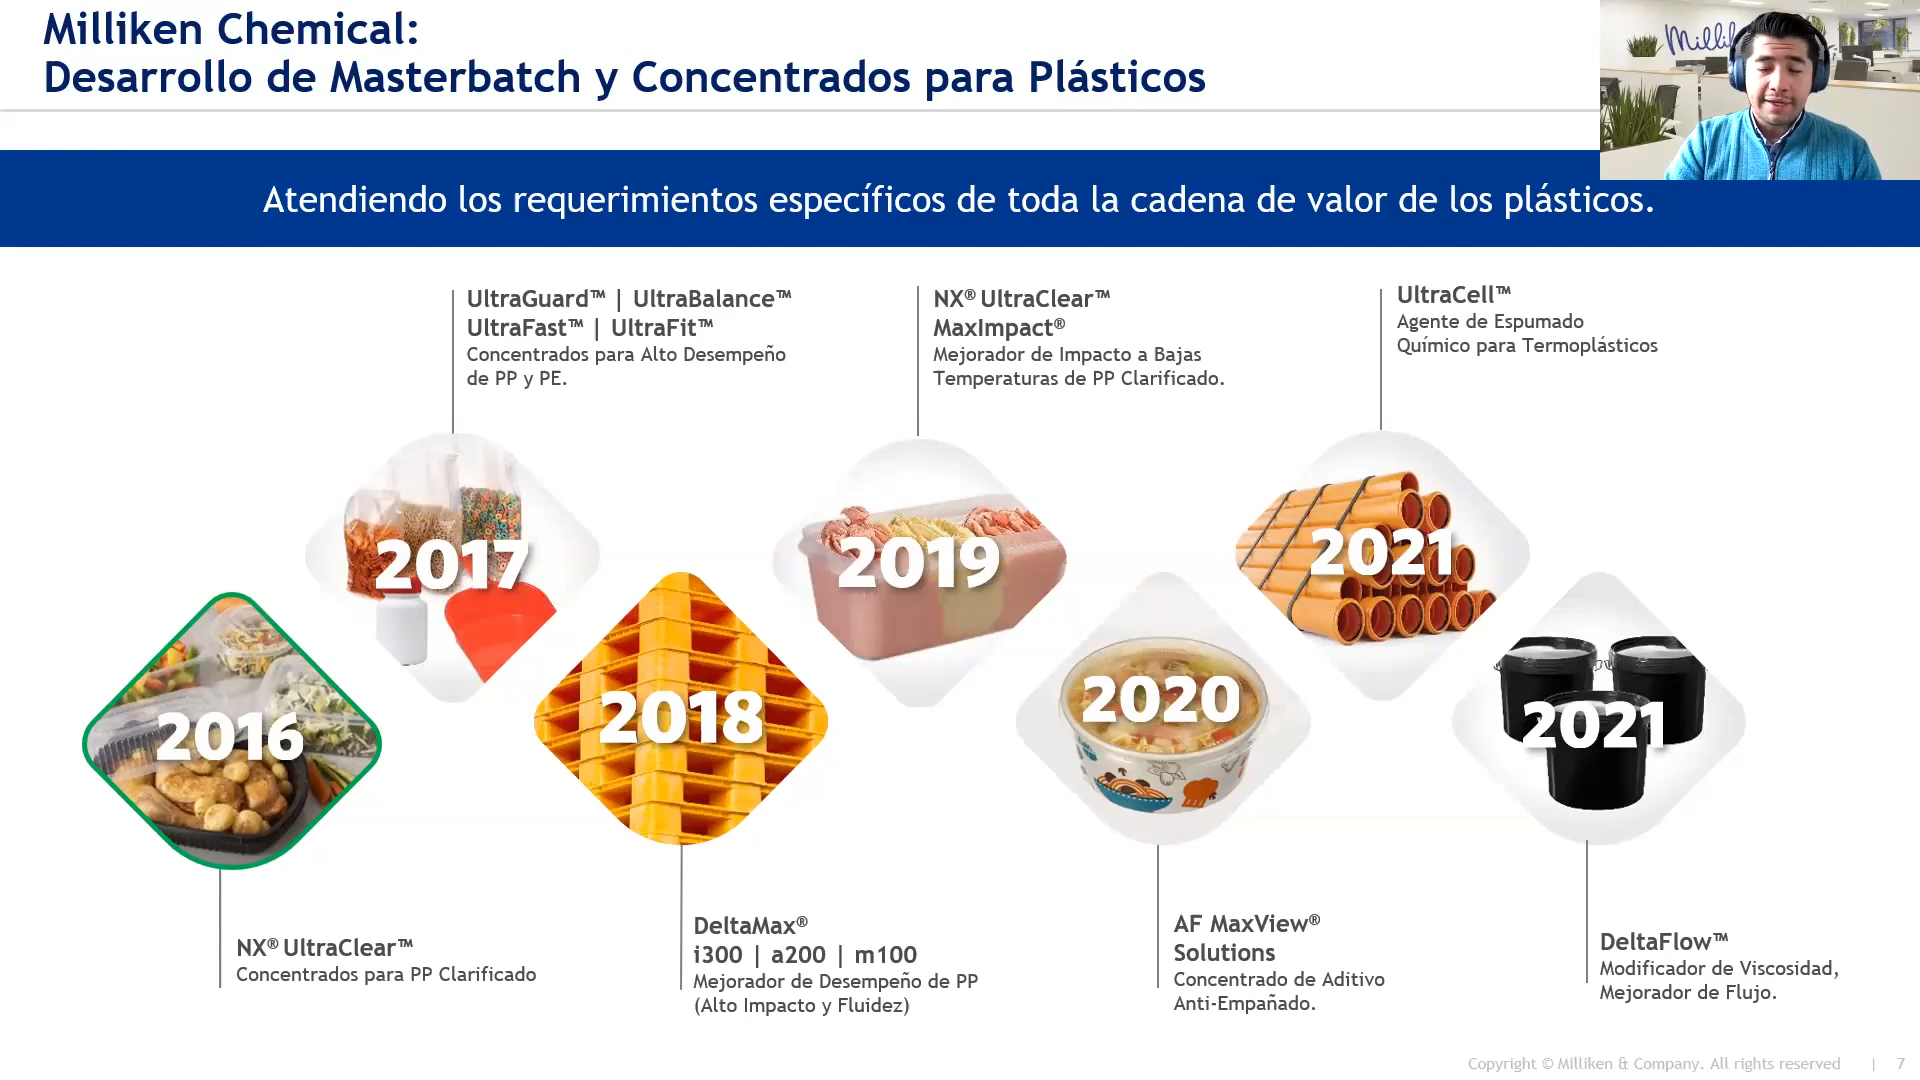 Milliken Chemical:
Desarrollo de Masterbatch y Concentrados para Plásticos
Atendiendo los requerimientos específicos de toda la cadena de valor de los plásticos.
UltraGuard™ | UltraBalance™
UltraFast™ | UltraFit™
Concentrados para Alto Desempeño
de PP y PE.
NX® UltraClear™
MaxImpact®
Mejorador de Impacto a Bajas
Temperaturas de PP Clarificado.
UltraCell™
Agente de Espumado
Químico para Termoplásticos
2017
2019
2021
2016
2018
2020
2021
NX® UltraClear™
Concentrados para PP Clarificado
DeltaMax®
i300 | a200 | m100
Mejorador de Desempeño de PP
(Alto Impacto y Fluidez)
AF MaxView®
Solutions
Concentrado de Aditivo
Anti-Empañado.
DeltaFlow™
Modificador de Viscosidad,
Mejorador de Flujo.
Copyright © Milliken & Company. All rights reserved | 7